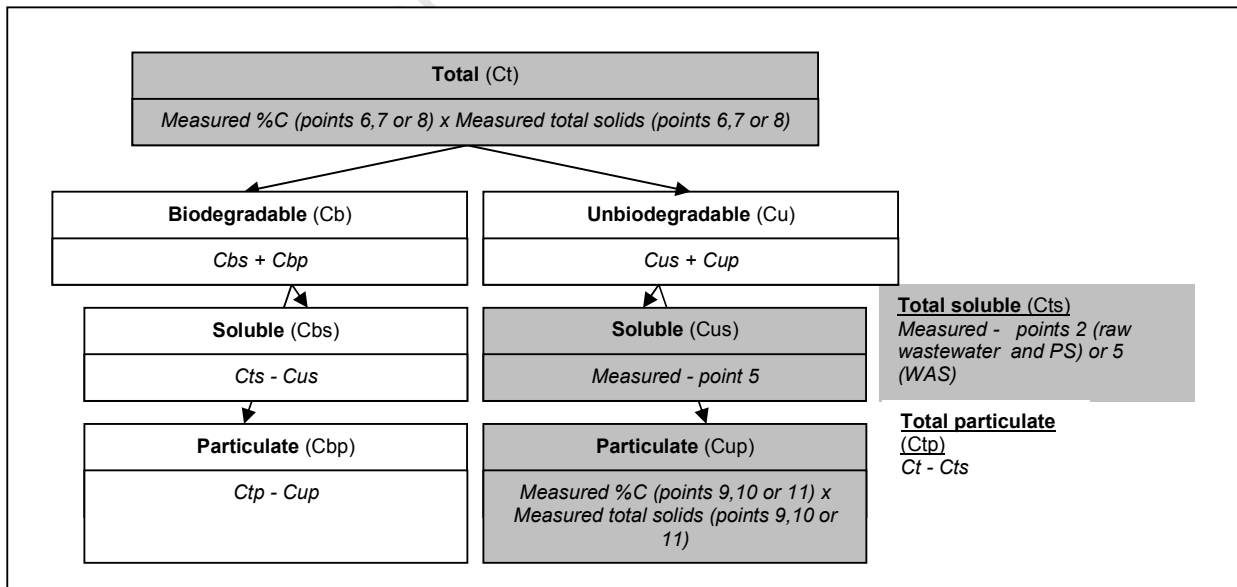 Total (Ct)
Measured %C (points 6,7 or 8) x Measured total solids (points 6,7 or 8)
Biodegradable (Cb)
Cbs + Cbp
Unbiodegradable (Cu)
Cus + Cup
Soluble (Cbs)
Cts - Cus
Soluble (Cus)
Measured - point 5
Total soluble (Cts)
Measured - points 2 (raw
wastewater and PS) or 5
(WAS)
Particulate (Cbp)
Ctp - Cup
Particulate (Cup)
Measured %C (points 9,10 or 11) x
Measured total solids (points 9,10 or
11)
Total particulate
(Ctp)
Ct - Cts